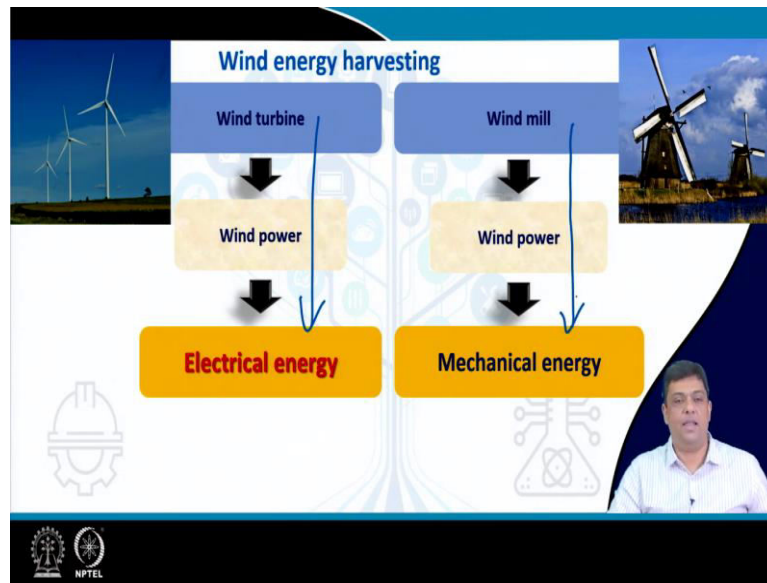 Wind energy harvesting
Wind turbine
Wind mill
Wind power
Wind power
Electrical energy
Mechanical energy
NPTEL